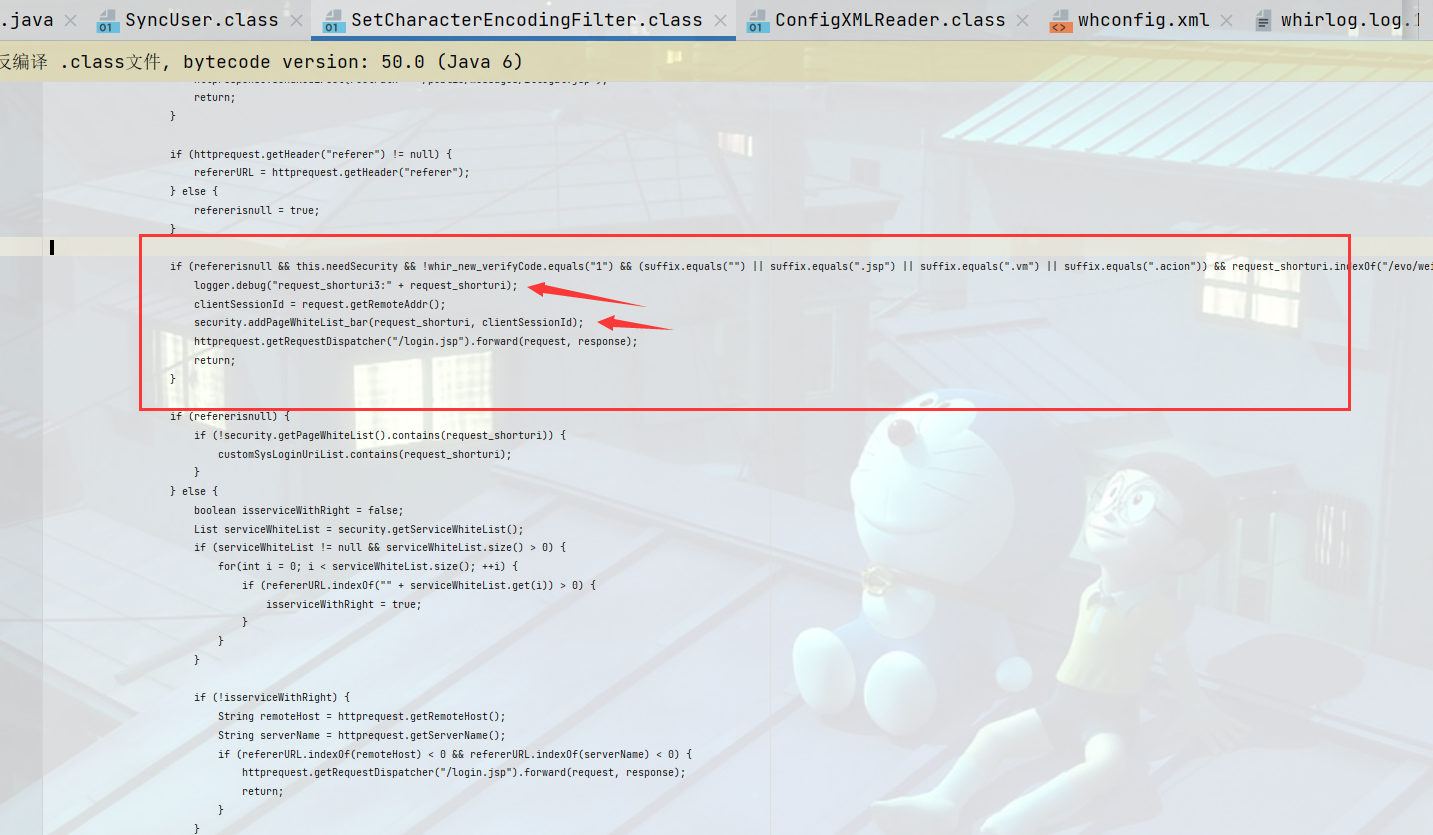 .java SyncUser.class SetCharacterEncodingFilter.class ConfigXMLReader.class whconfig.xml whirlog.log.
反编译 .class文件, bytecode version: 50.0 (Java 6)
return;
}
if (httprequest.getHeader("referer") != null) {
refererURL = httprequest.getHeader("referer");
} else {
refererisnull = true;
}
if (refererisnull && this.needSecurity && !whir_new_verifyCode.equals("1") && (suffix.equals("") || suffix.equals(".jsp") || suffix.equals(".vm") || suffix.equals(".acion")) && request_shorturi.indexOf("/evo/wei
logger.debug("request_shorturi3:" + request_shorturi);
clientSessionId = request.getRemoteAddr();
security.addPageWhiteList_bar(request_shorturi, clientSessionId);
httprequest.getRequestDispatcher("/login.jsp").forward(request, response);
return;
}
if (refererisnull) {
if (!security.getPageWhiteList().contains(request_shorturi)) {
customSysLoginUriList.contains(request_shorturi);
}
} else {
boolean isserviceWithRight = false;
List serviceWhiteList = security.getServiceWhiteList();
if (serviceWhiteList != null && serviceWhiteList.size() > 0) {
for(int i = 0; i < serviceWhiteList.size(); ++i) {
if (refererURL.indexOf("" + serviceWhiteList.get(i)) > 0) {
isserviceWithRight = true;
}
}
}
if (!isserviceWithRight) {
String remoteHost = httprequest.getRemoteHost();
String serverName = httprequest.getServerName();
if (refererURL.indexOf(remoteHost) < 0 && refererURL.indexOf(serverName) < 0) {
httprequest.getRequestDispatcher("/login.jsp").forward(request, response);
return;
}
}